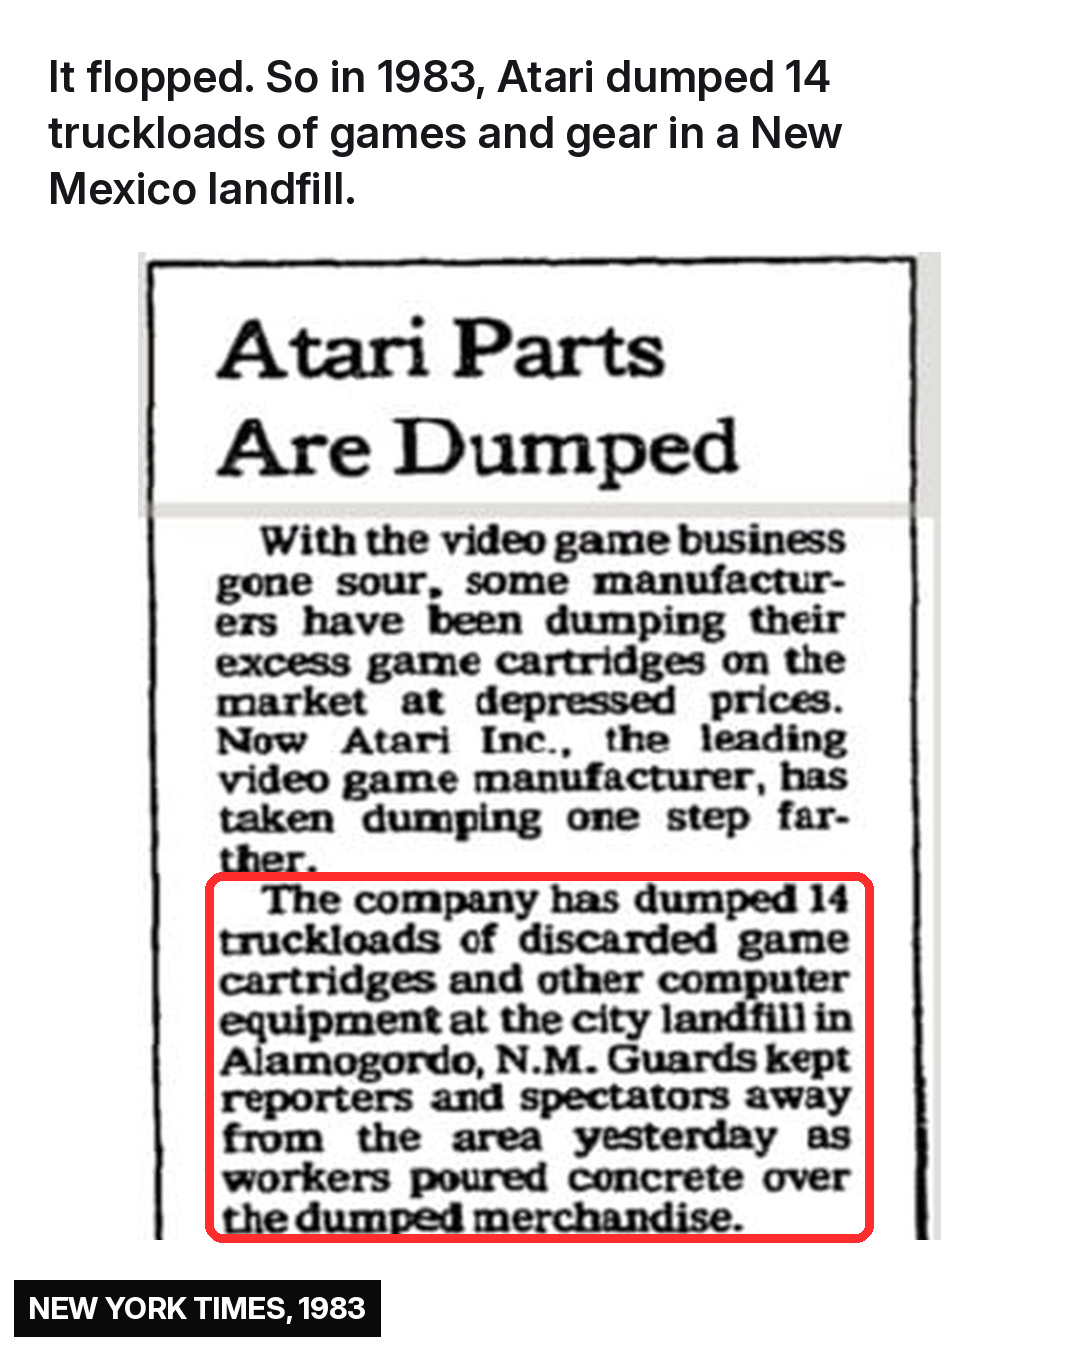 It flopped. So in 1983, Atari dumped 14
truckloads of games and gear in a New
Mexico landfill.
Atari Parts
Are Dumped
With the video game business
gone sour, some manufactur-
ers have been dumping their
excess game cartridges on the
market at depressed prices.
Now Atari Inc., the leading
video game manufacturer, has
taken dumping one step far-
ther.
The company has dumped 14
truckloads of discarded game
cartridges and other computer
equipment at the city landfill in
Alamogordo, N.M. Guards kept
reporters and spectators away
from the area yesterday as
workers poured concrete over
the dumped merchandise.
NEW YORK TIMES, 1983